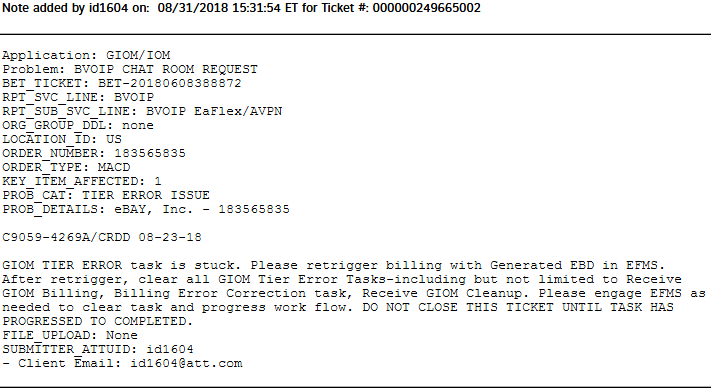 Note added by id1604 on:  08/31/2018 15:31:54 ET for Ticket #: 000000249665002
Application: GIOM/IOM
Problem: BVOIP CHAT ROOM REQUEST
BET_TICKET: BET-20180608388872
RPT_SVC_LINE: BVOIP
RPT_SUB_SVC_LINE: BVOIP EaFlex/AVPN
ORG_GROUP_DDL: none
LOCATION_ID: US
ORDER_NUMBER: 183565835
ORDER_TYPE: MACD
KEY_ITEM_AFFECTED: 1
PROB_CAT: TIER ERROR ISSUE
PROB_DETAILS: eBAY, Inc. - 183565835
C9059-4269A/CRDD 08-23-18
GIOM TIER ERROR task is stuck. Please retrigger billing with Generated EBD in EFMS.
After retrigger, clear all GIOM Tier Error Tasks-including but not limited to Receive
GIOM Billing, Billing Error Correction task, Receive GIOM Cleanup. Please engage EFMS as
needed to clear task and progress work flow. DO NOT CLOSE THIS TICKET UNTIL TASK HAS
PROGRESSED TO COMPLETED.
FILE_UPLOAD: None
SUBMITTER_ATTUID: id1604
- Client Email: id1604@att.com